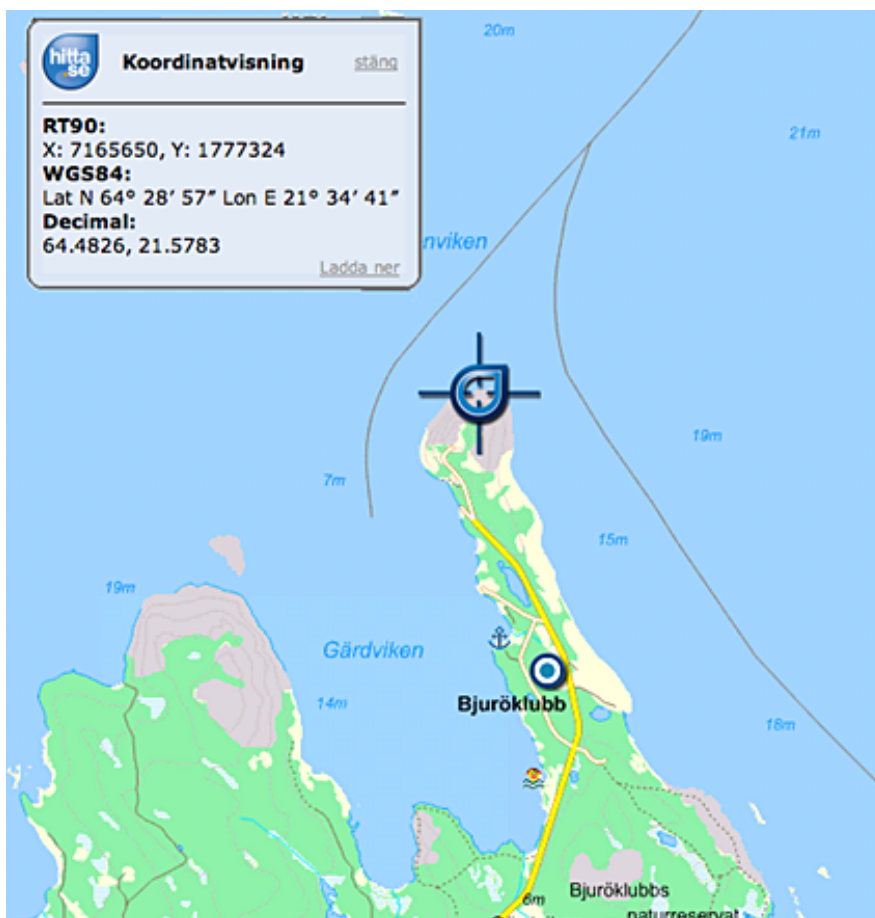 20m
hitta
.se
Koordinatvisning
stäng
21m
RT90:
X: 7165650, Y: 1777324
WGS84:
Lat N 64° 28′ 57″ Lon E 21° 34′ 41″
Decimal:
64.4826, 21.5783
Ladda ner
nviken
19m
7m
15m
19m
Gärdviken
14m
Bjuröklubb
18m
6m
Bjuröklubbs
naturreservat